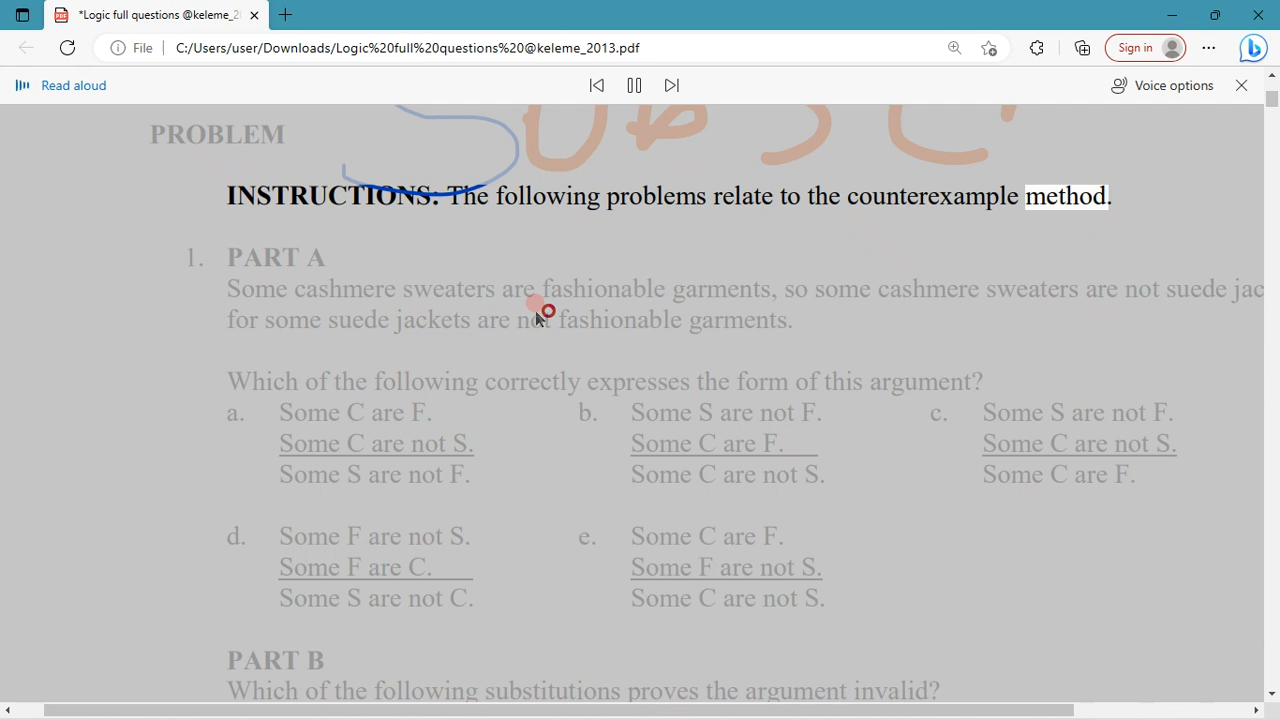 *Logic full questions @keleme_2
File
C:/Users/user/Downloads/Logic%20full%20questions%20@keleme_2013.pdf
Sign in
Read aloud
Voice options
SUBSC
PROBLEM
INSTRUCTIONS: The following problems relate to the counterexample method.
1. PART A
Some cashmere sweaters are fashionable garments, so some cashmere sweaters are not suede jac
for some suede jackets are not fashionable garments.
Which of the following correctly expresses the form of this argument?
a. Some C are F. b. Some S are not F. c. Some S are not F.
Some C are not S. Some C are F. Some C are not S.
Some S are not F. Some C are not S. Some C are F.
d. Some F are not S. e. Some C are F.
Some F are C. Some F are not S.
Some S are not C. Some C are not S.
PART B
Which of the following substitutions proves the argument invalid?